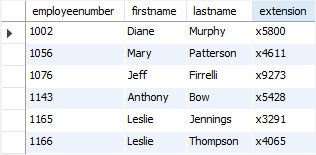 employeenumber firstname lastname extension
1002 Diane Murphy x5800
1056 Mary Patterson x4611
1076 Jeff Firrelli x9273
1143 Anthony Bow x5428
1165 Leslie Jennings x3291
1166 Leslie Thompson x4065